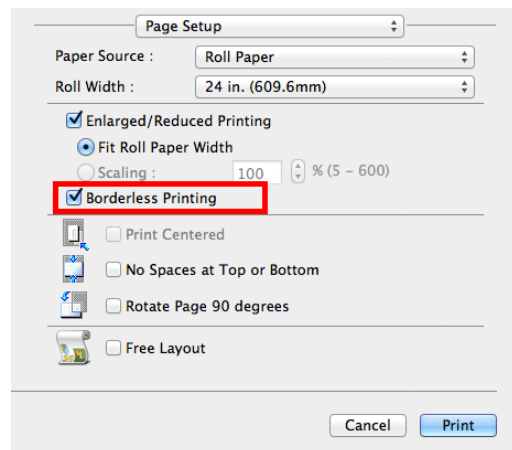 Page Setup
Paper Source : Roll Paper
Roll Width : 24 in. (609.6mm)
Enlarged/Reduced Printing
Fit Roll Paper Width
Scaling : 100 % (5 – 600)
Borderless Printing
Print Centered
No Spaces at Top or Bottom
Rotate Page 90 degrees
Free Layout
Cancel Print